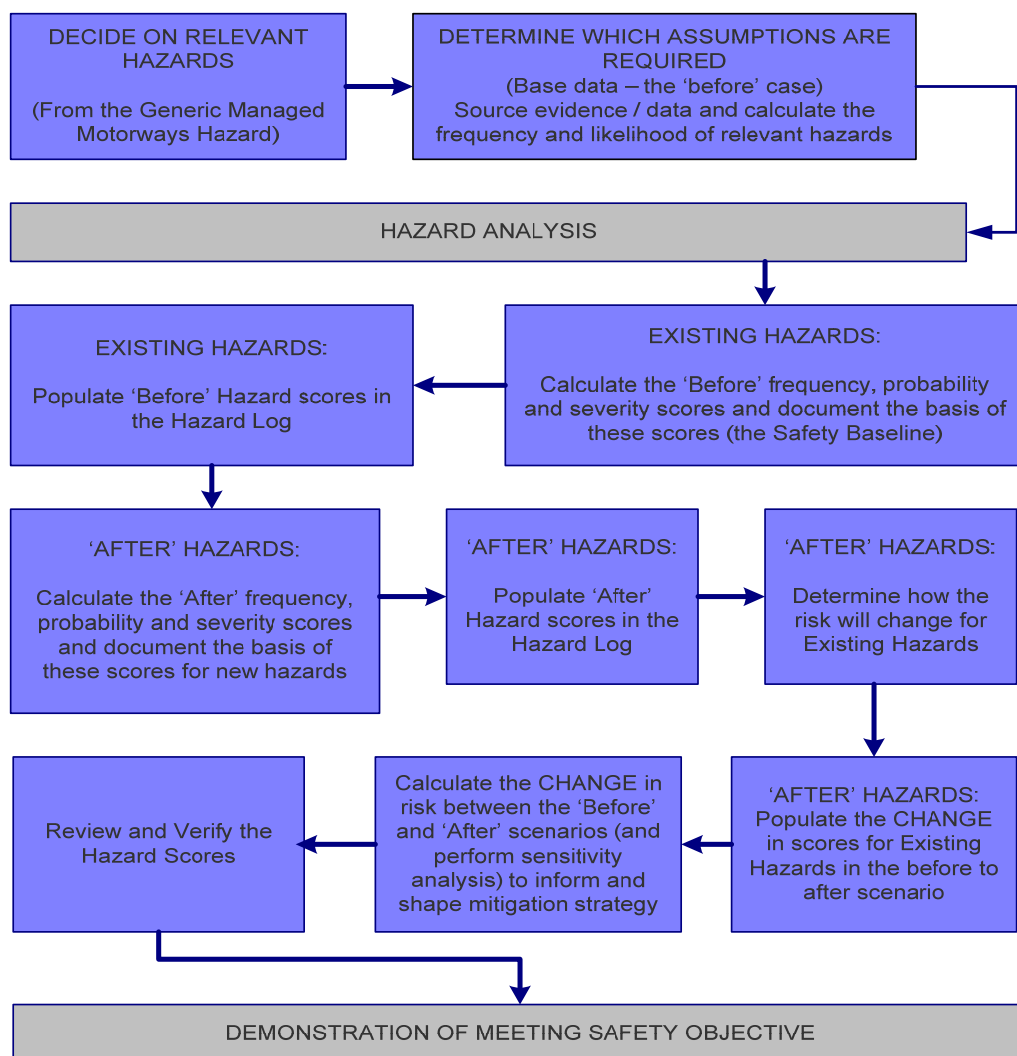 DECIDE ON RELEVANT
HAZARDS
(From the Generic Managed
Motorways Hazard)
DETERMINE WHICH ASSUMPTIONS ARE
REQUIRED
(Base data – the ‘before’ case)
Source evidence / data and calculate the
frequency and likelihood of relevant hazards
HAZARD ANALYSIS
EXISTING HAZARDS:
Calculate the ‘Before’ frequency, probability
and severity scores and document the basis of
these scores (the Safety Baseline)
EXISTING HAZARDS:
Populate ‘Before’ Hazard scores in
the Hazard Log
‘AFTER’ HAZARDS:
Calculate the ‘After’ frequency,
probability and severity scores
and document the basis of
these scores for new hazards
‘AFTER’ HAZARDS:
Populate ‘After’
Hazard scores in the
Hazard Log
‘AFTER’ HAZARDS:
Determine how the
risk will change for
Existing Hazards
‘AFTER’ HAZARDS:
Populate the CHANGE
in scores for Existing
Hazards in the before to
after scenario
Calculate the CHANGE in
risk between the ‘Before’
and ‘After’ scenarios (and
perform sensitivity
analysis) to inform and
shape mitigation strategy
Review and Verify the
Hazard Scores
DEMONSTRATION OF MEETING SAFETY OBJECTIVE